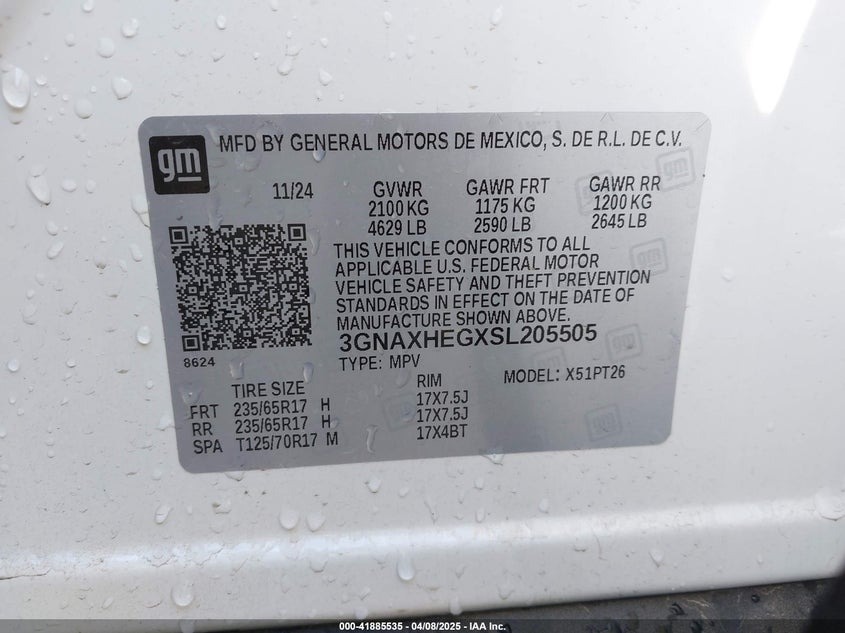 gm
MFD BY GENERAL MOTORS DE MEXICO, S. DE R.L. DE C.V.
11/24 GVWR GAWR FRT GAWR RR
2100 KG 1175 KG 1200 KG
4629 LB 2590 LB 2645 LB
THIS VEHICLE CONFORMS TO ALL
APPLICABLE U.S. FEDERAL MOTOR
VEHICLE SAFETY AND THEFT PREVENTION
STANDARDS IN EFFECT ON THE DATE OF
MANUFACTURE SHOWN ABOVE.
3GNAXHEGXSL205505
8624
TYPE: MPV MODEL: X51PT26
TIRE SIZE RIM
FRT 235/65R17 H 17X7.5J
RR 235/65R17 H 17X7.5J
SPA T125/70R17 M 17X4BT
000-41885535 - 04/08/2025 - IAA Inc.